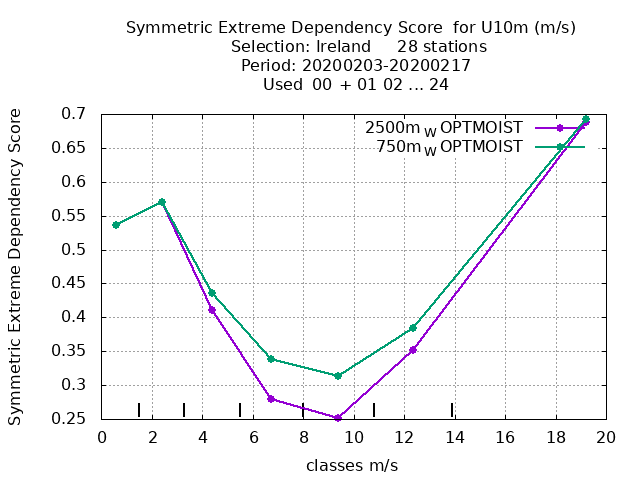 Symmetric Extreme Dependency Score for U10m (m/s)
Selection: Ireland 28 stations
Period: 20200203-20200217
Used 00 + 01 02 ... 24
Symmetric Extreme Dependency Score
0.7
0.65
0.6
0.55
0.5
0.45
0.4
0.35
0.3
0.25
2500m W OPTMOIST
750m W OPTMOIST
0 2 4 6 8 10 12 14 16 18 20
classes m/s